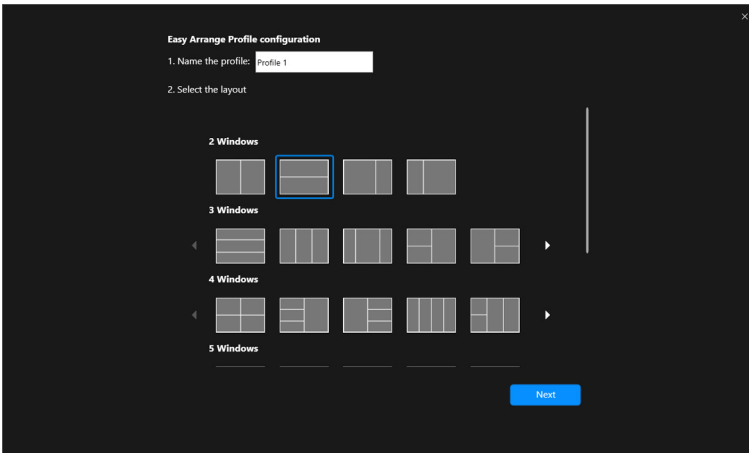 Easy Arrange Profile configuration
1. Name the profile: Profile 1
2. Select the layout
2 Windows
3 Windows
4 Windows
5 Windows
Next